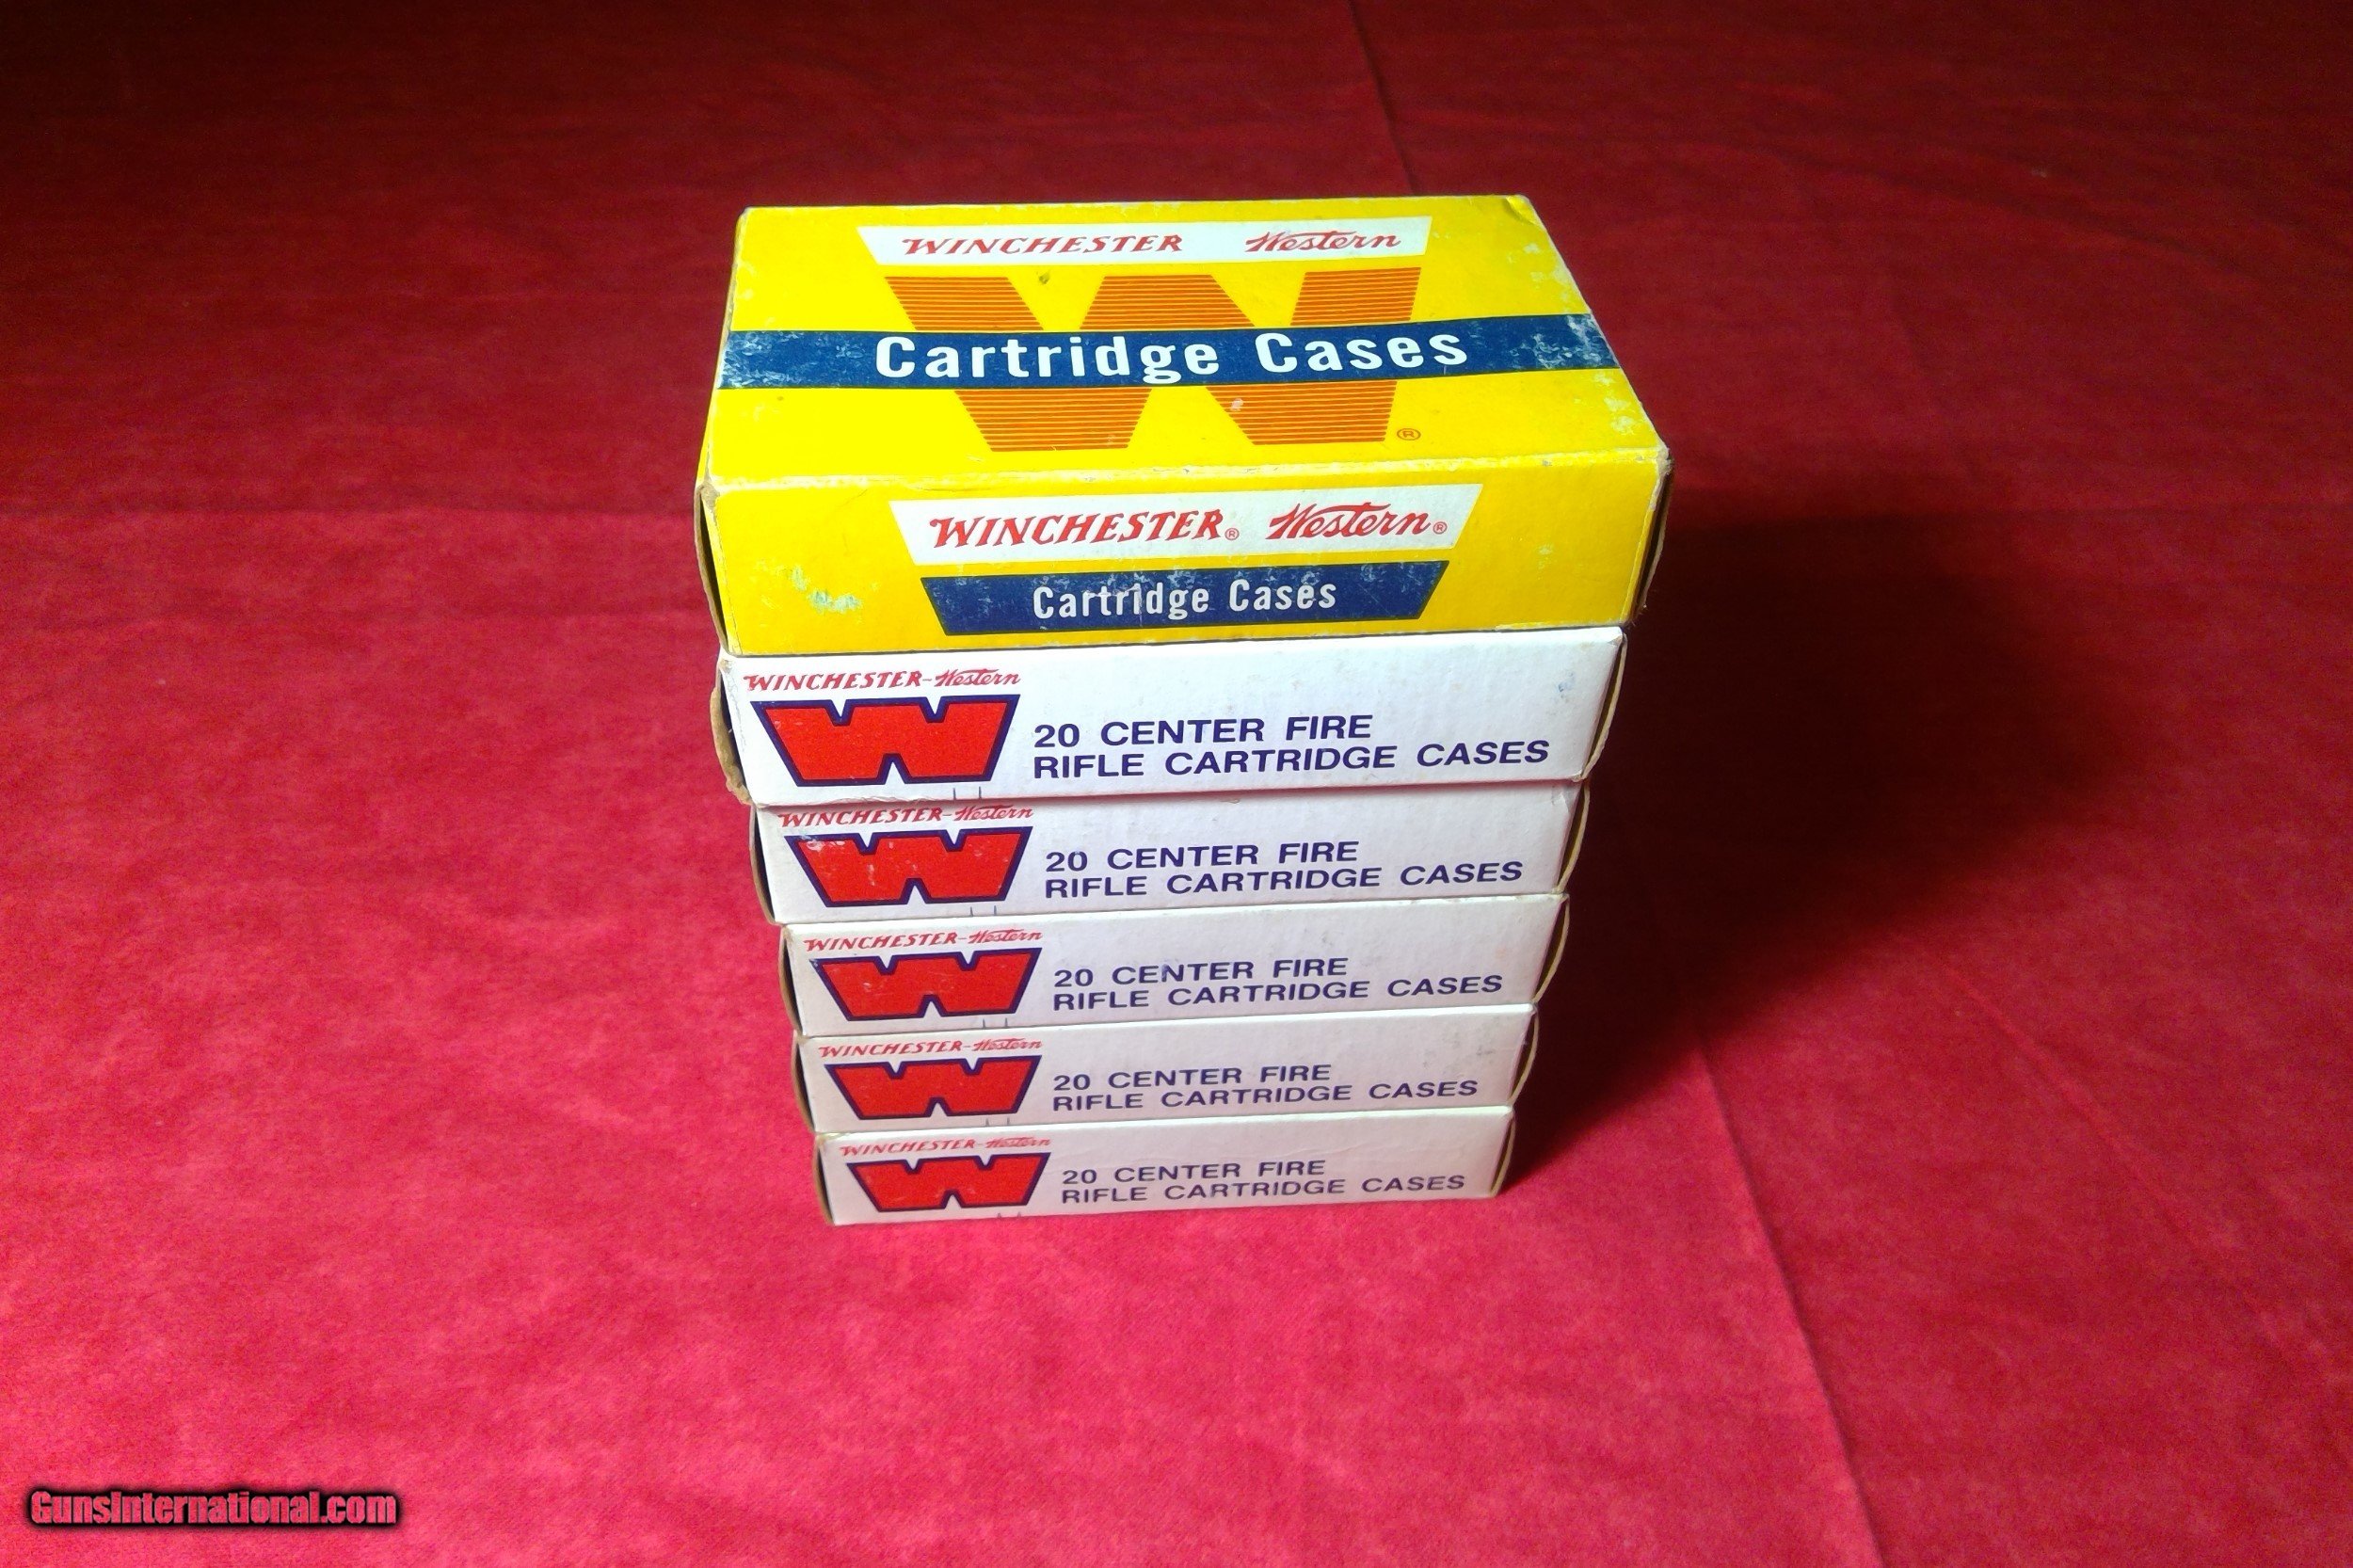 WINCHESTER Western
Cartridge Cases
®
WINCHESTER® Western®
Cartridge Cases
WINCHESTER-Western
20 CENTER FIRE
RIFLE CARTRIDGE CASES
WINCHESTER-Western
20 CENTER FIRE
RIFLE CARTRIDGE CASES
WINCHESTER-Western
20 CENTER FIRE
RIFLE CARTRIDGE CASES
WINCHESTER-Western
20 CENTER FIRE
RIFLE CARTRIDGE CASES
WINCHESTER-Western
20 CENTER FIRE
RIFLE CARTRIDGE CASES
GunsInternational.com